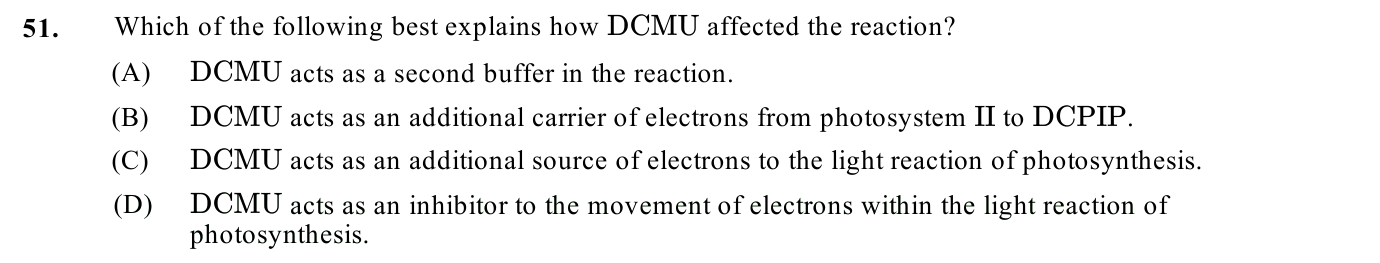 51. Which of the following best explains how DCMU affected the reaction?
(A) DCMU acts as a second buffer in the reaction.
(B) DCMU acts as an additional carrier of electrons from photosystem II to DCPIP.
(C) DCMU acts as an additional source of electrons to the light reaction of photosynthesis.
(D) DCMU acts as an inhibitor to the movement of electrons within the light reaction of
photosynthesis.